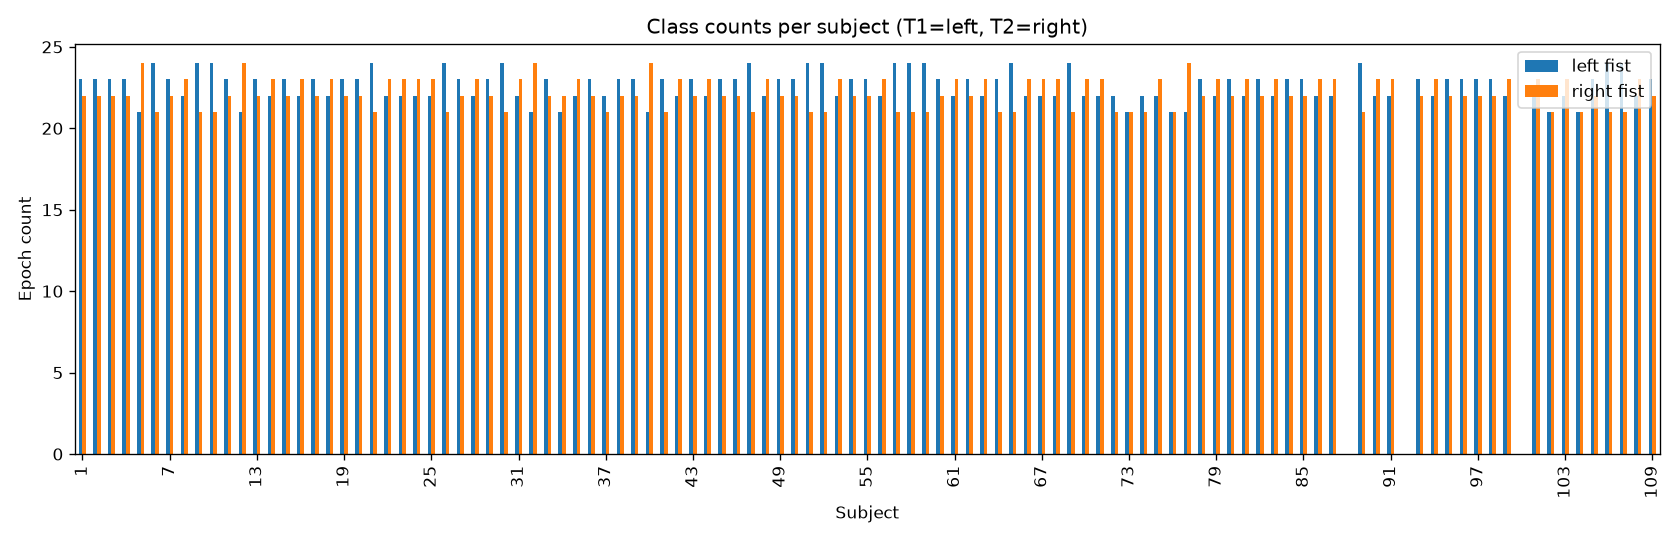 Class counts per subject (T1=left, T2=right)
left fist
right fist
Epoch count
25
20
15
10
5
0
1 7 13 19 25 31 37 43 49 55 61 67 73 79 85 91 97 103 109
Subject